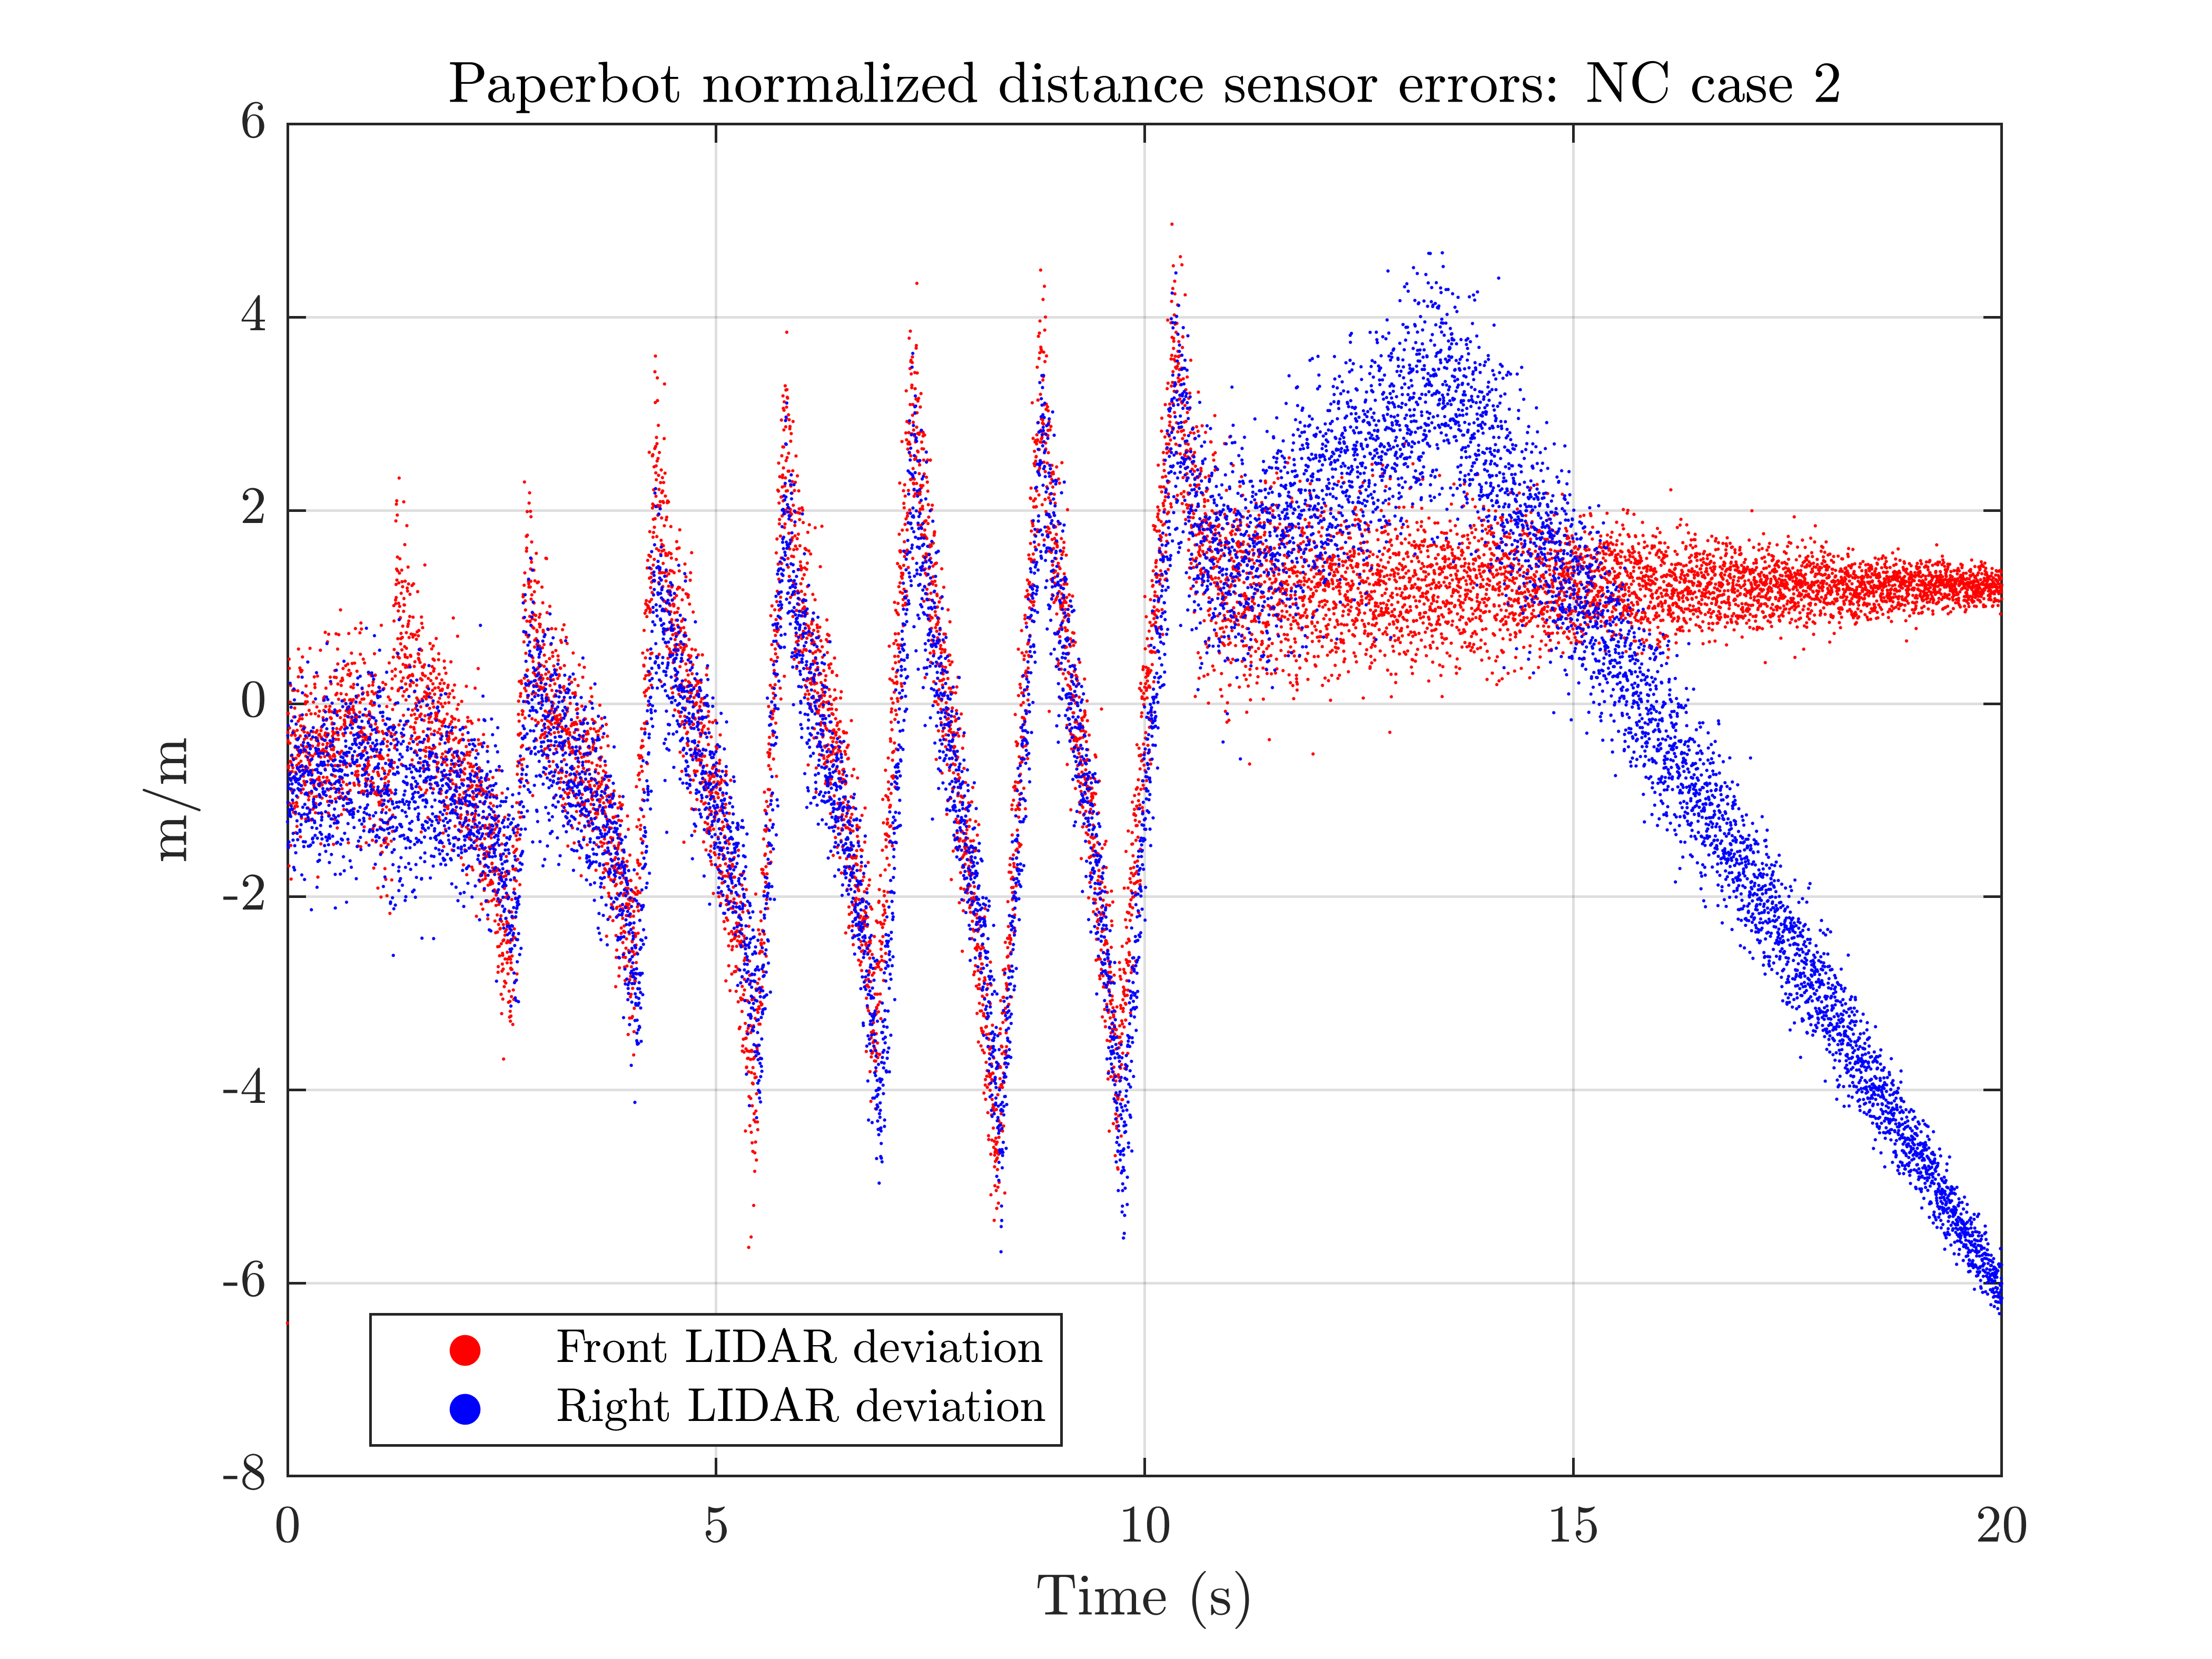 Paperbot normalized distance sensor errors: NC case 2
6
4
2
0
-2
-4
-6
-8
m/m
Front LIDAR deviation
Right LIDAR deviation
0 5 10 15 20
Time (s)